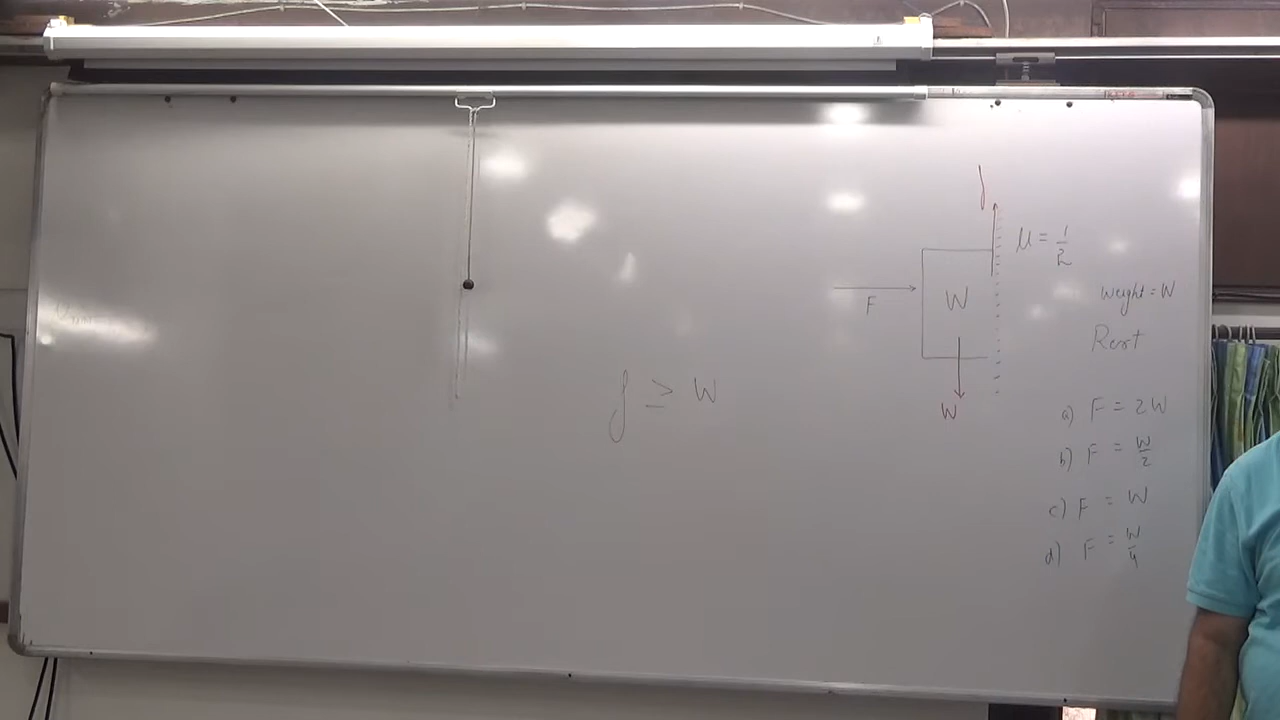 f
μ = 1/2
F
W
weight = W
Rest
W
f ≥ W
a) F = 2W
b) F = W/2
c) F = W
d) F = W/4